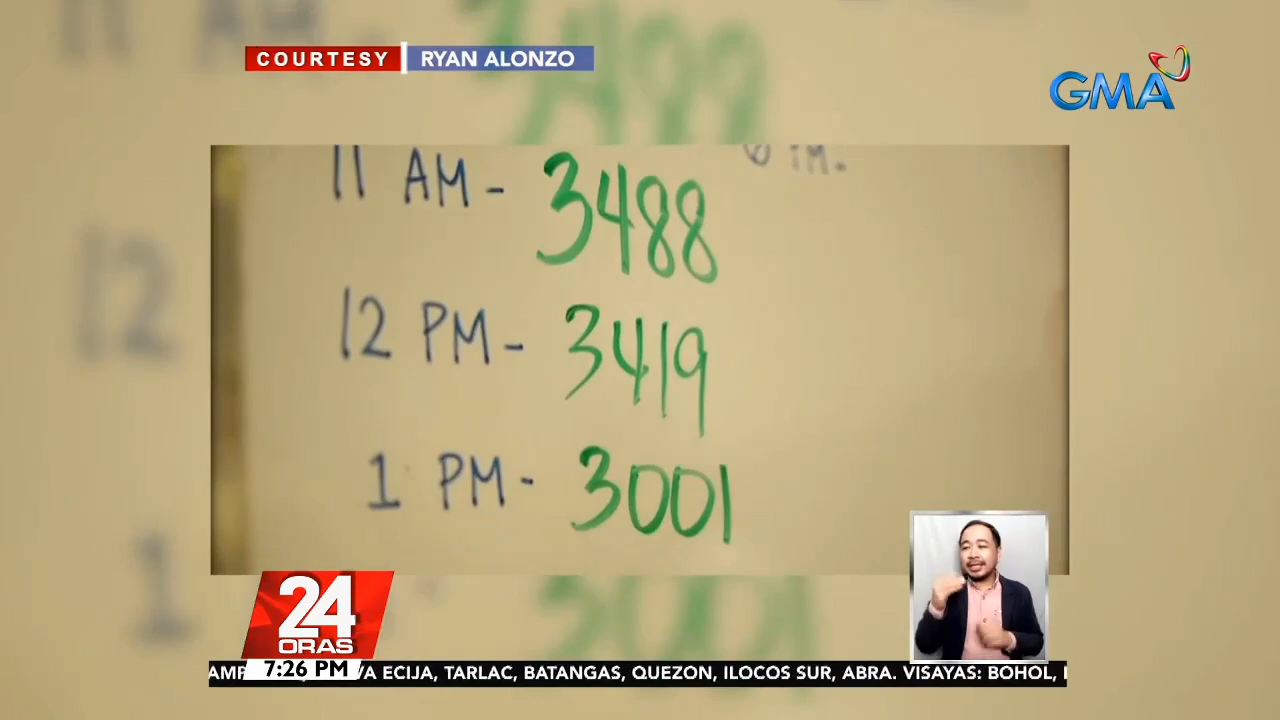 COURTESY RYAN ALONZO
GMA
11 AM - 3488
12 PM - 3419
1 PM - 3001
24
ORAS
7:26 PM
ECIJA, TARLAC, BATANGAS, QUEZON, ILOCOS SUR, ABRA. VISAYAS: BOHOL,